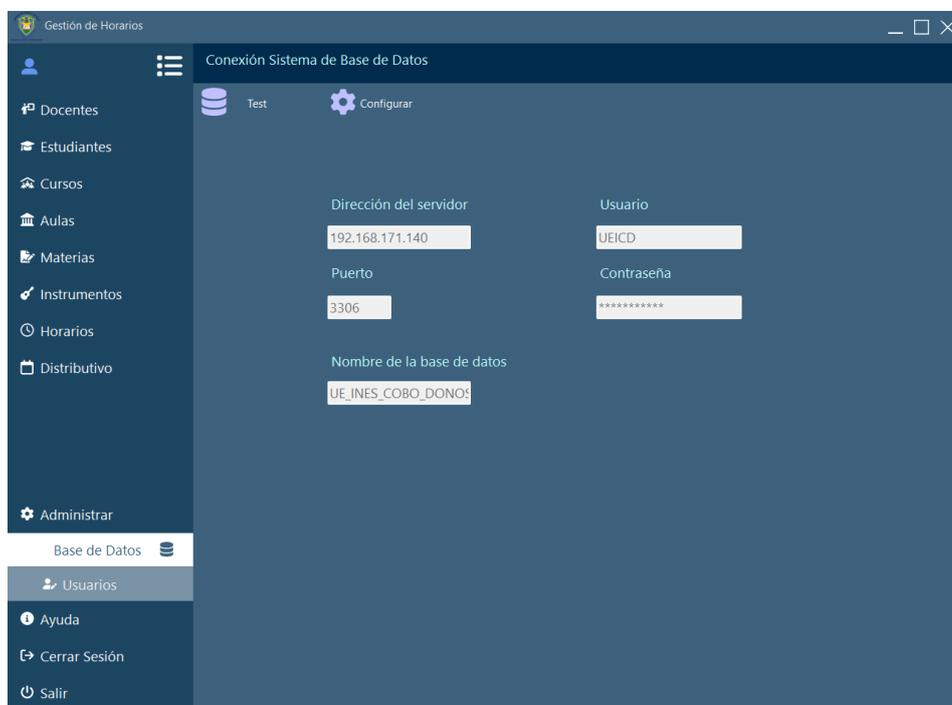 Gestión de Horarios
Conexión Sistema de Base de Datos
Test
Configurar
Docentes
Estudiantes
Cursos
Aulas
Materias
Instrumentos
Horarios
Distributivo
Administrar
Base de Datos
Usuarios
Ayuda
Cerrar Sesión
Salir
Dirección del servidor
192.168.171.140
Usuario
UEICD
Puerto
3306
Contraseña
***********
Nombre de la base de datos
UE_INES_COBO_DONOS